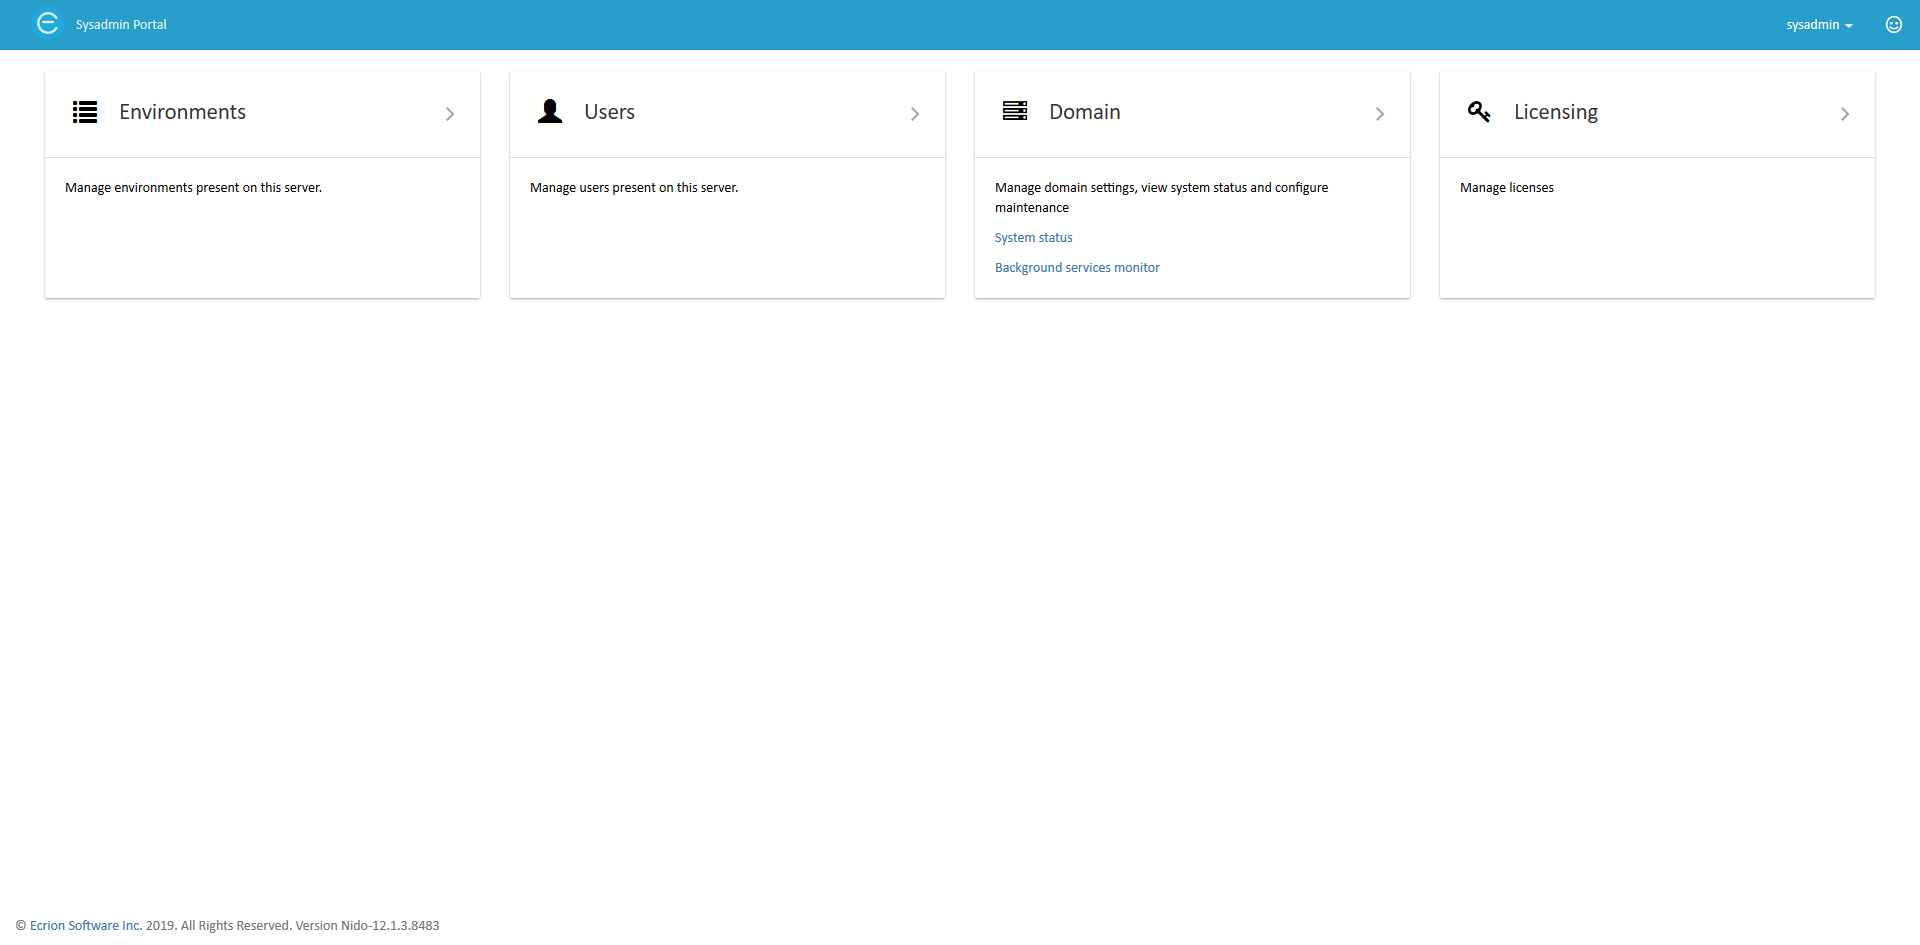 Sysadmin Portal
sysadmin
Environments
Manage environments present on this server.
Users
Manage users present on this server.
Domain
Manage domain settings, view system status and configure
maintenance
System status
Background services monitor
Licensing
Manage licenses
© Ecrion Software Inc. 2019. All Rights Reserved. Version Nido-12.1.3.8483